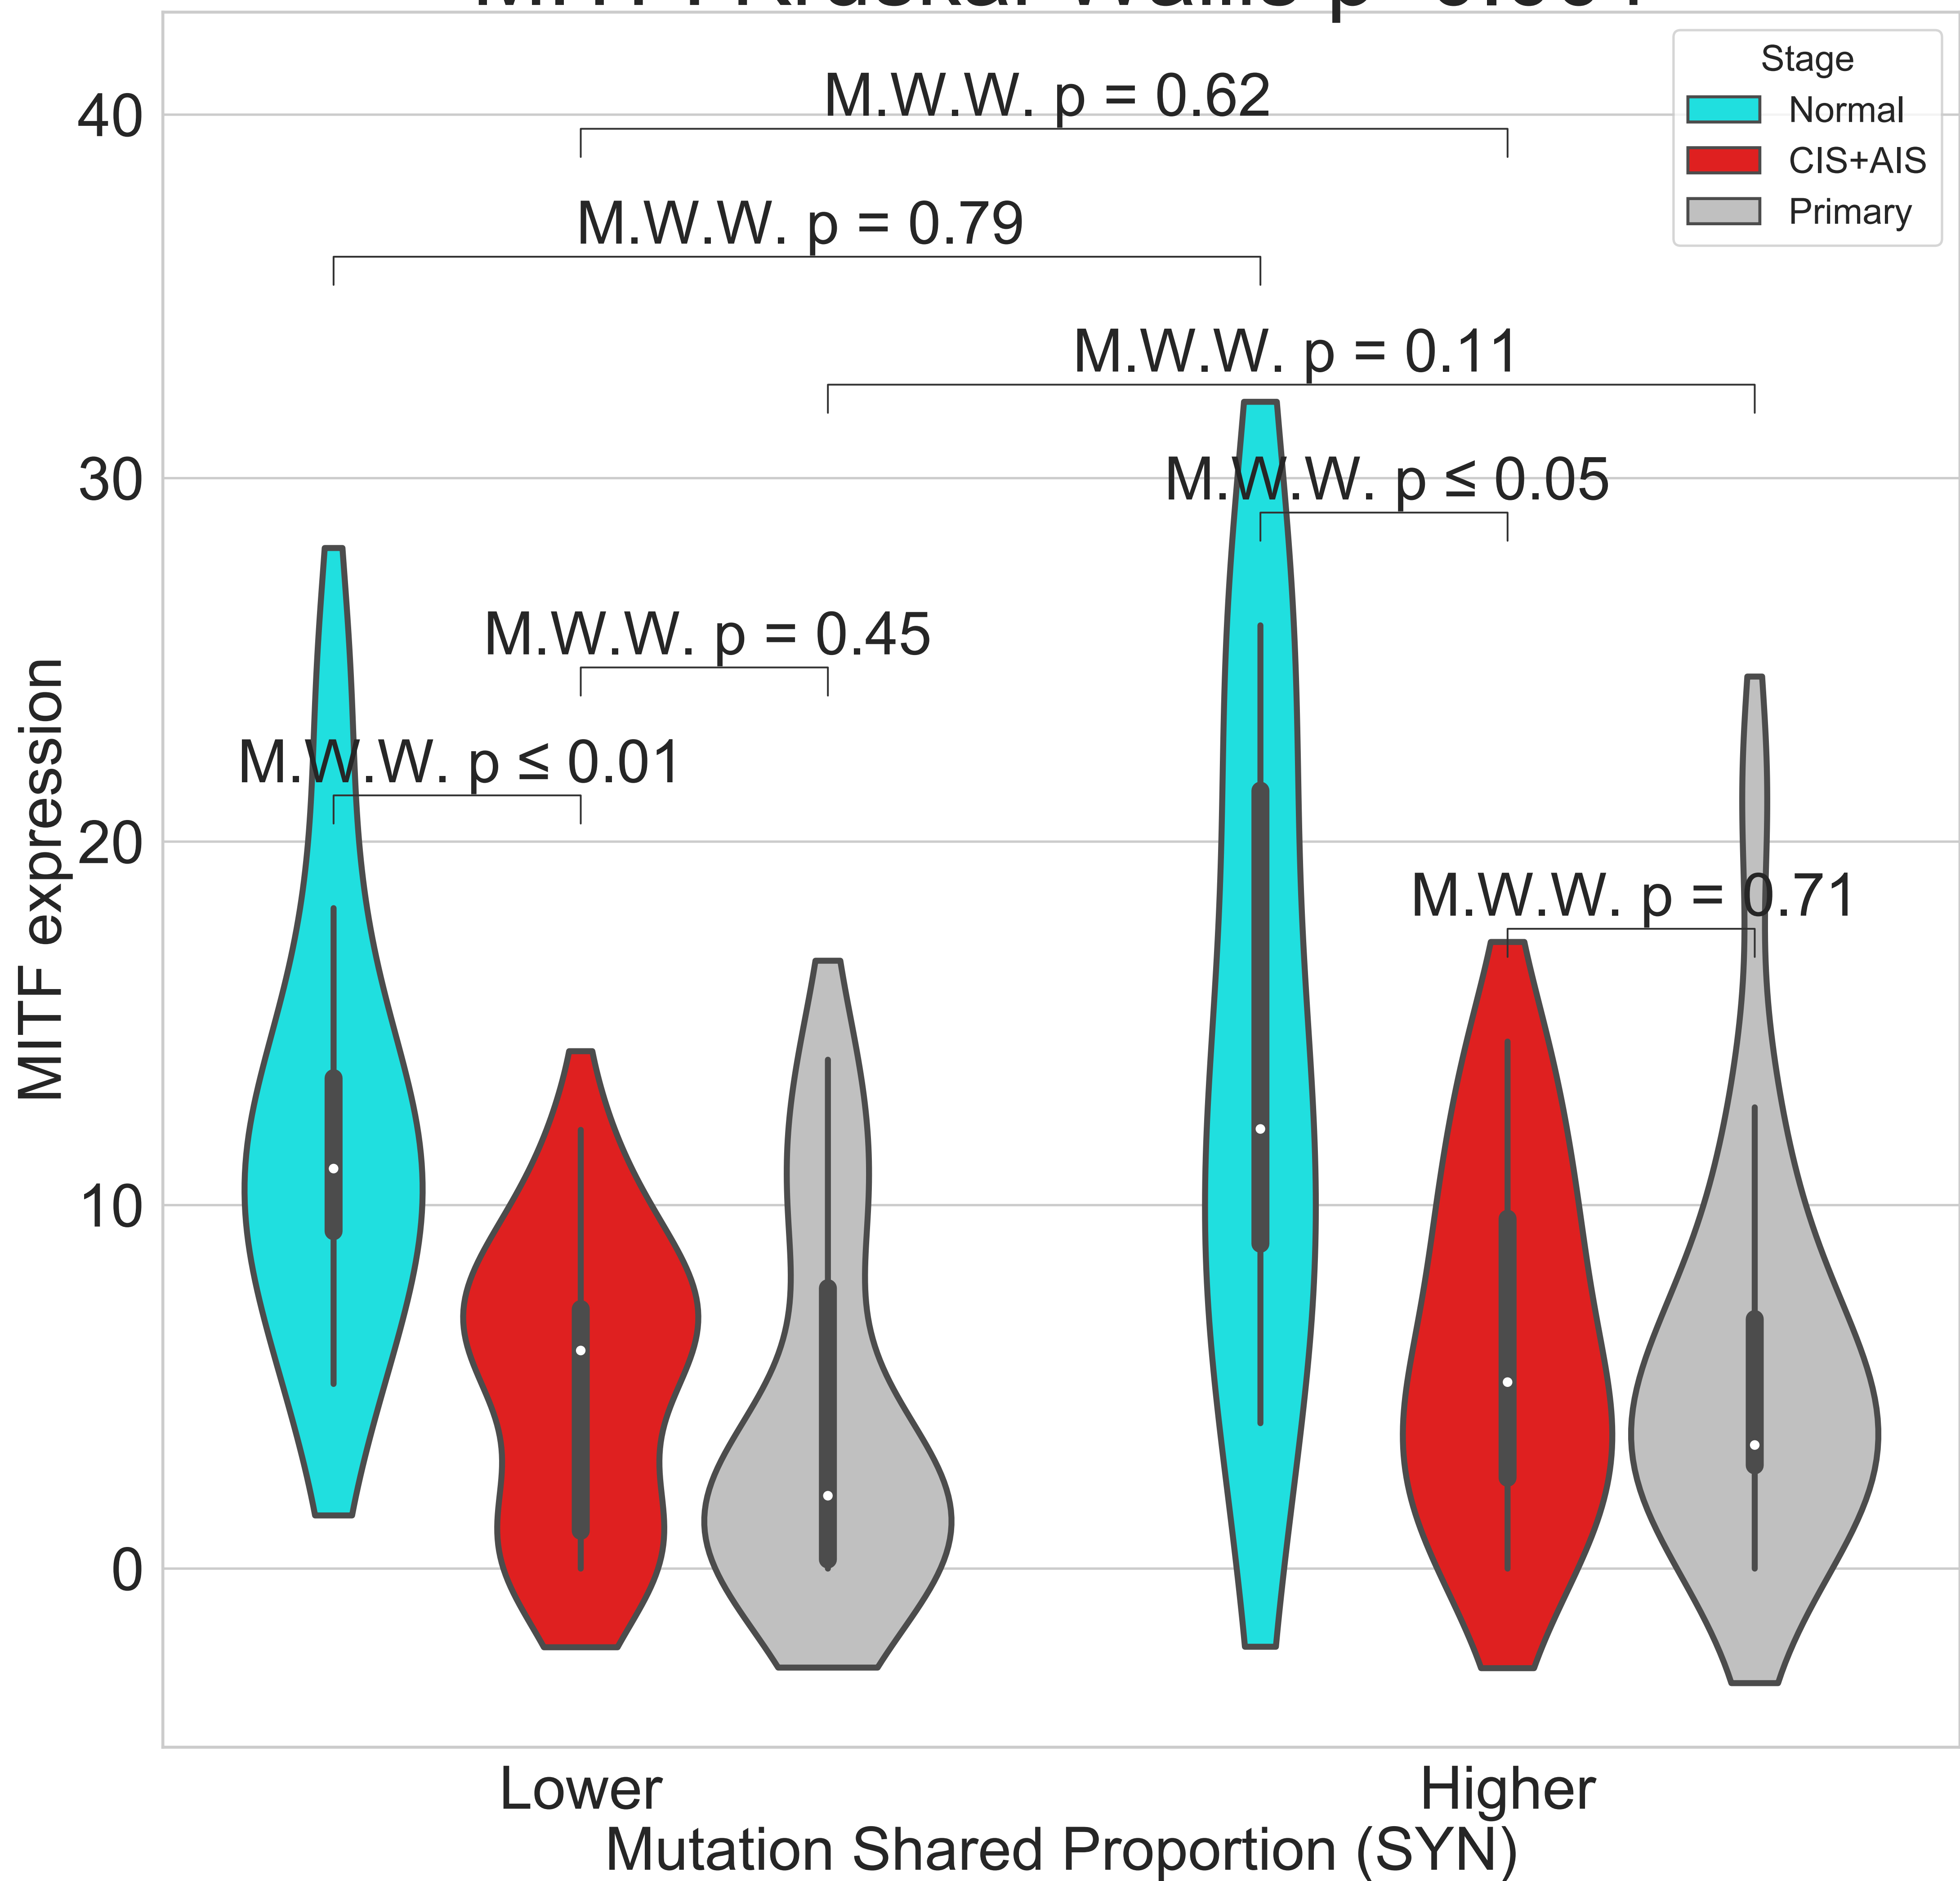 Stage
Normal
CIS+AIS
Primary
M.W.W. p = 0.62
M.W.W. p = 0.79
M.W.W. p = 0.11
M.W.W. p ≤ 0.05
M.W.W. p = 0.45
M.W.W. p ≤ 0.01
M.W.W. p = 0.71
40
30
20
10
0
MITF expression
Lower
Higher
Mutation Shared Proportion (SYN)